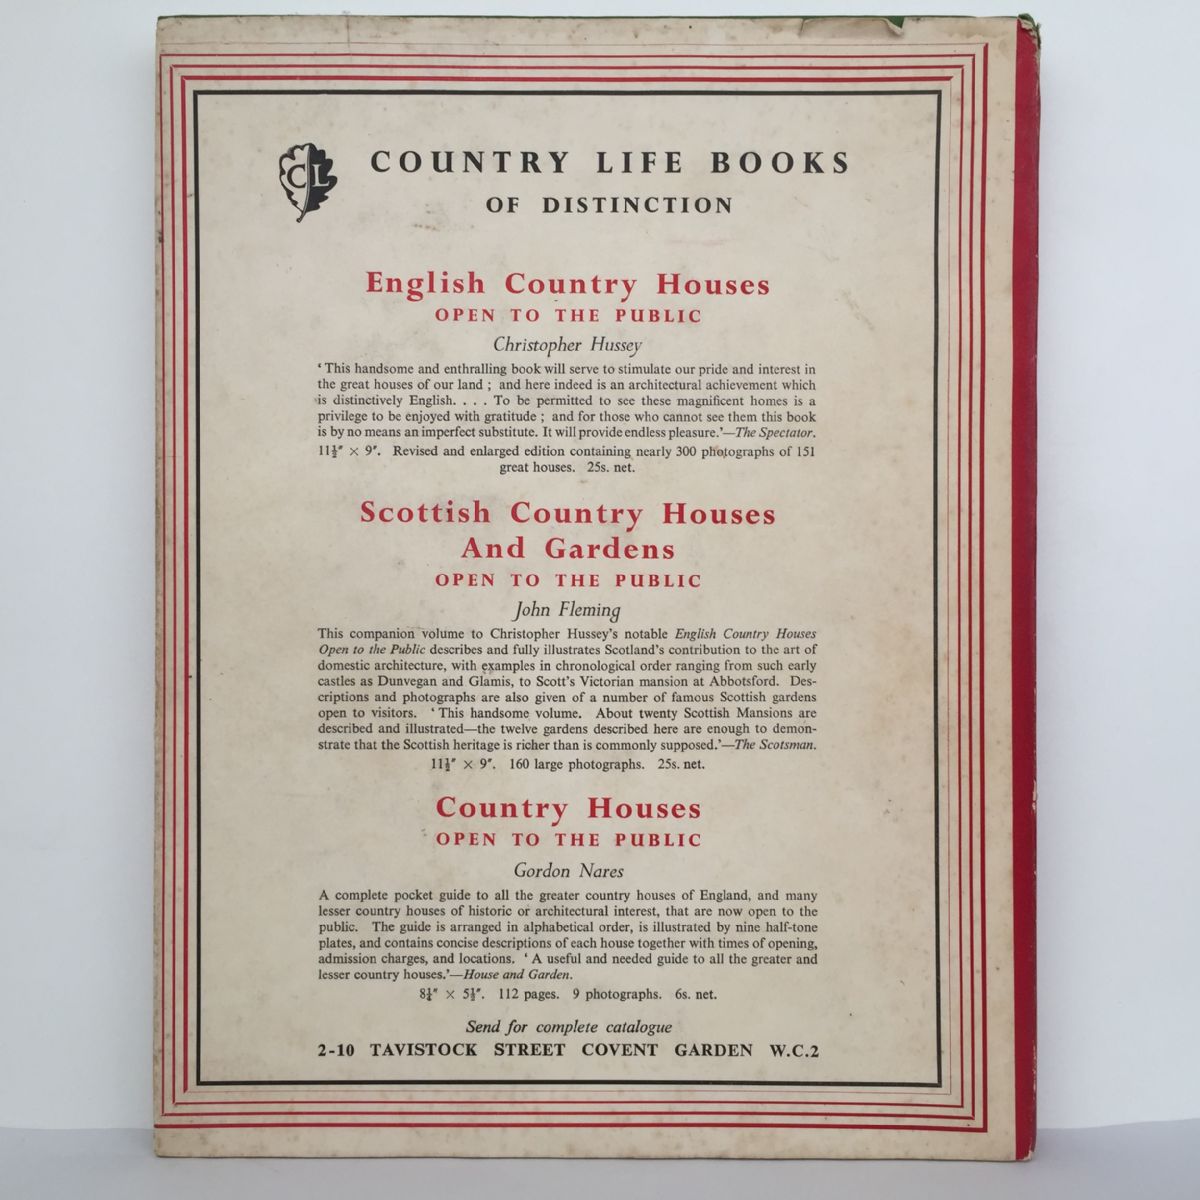 CL
COUNTRY LIFE BOOKS
OF DISTINCTION
English Country Houses
OPEN TO THE PUBLIC
Christopher Hussey
‘This handsome and enthralling book will serve to stimulate our pride and interest in
the great houses of our land ; and here indeed is an architectural achievement which
is distinctively English. . . . To be permitted to see these magnificent homes is a
privilege to be enjoyed with gratitude ; and for those who cannot see them this book
is by no means an imperfect substitute. It will provide endless pleasure.’—The Spectator.
11½″ × 9″. Revised and enlarged edition containing nearly 300 photographs of 151
great houses. 25s. net.
Scottish Country Houses
And Gardens
OPEN TO THE PUBLIC
John Fleming
This companion volume to Christopher Hussey’s notable English Country Houses
Open to the Public describes and fully illustrates Scotland’s contribution to the art of
domestic architecture, with examples in chronological order ranging from such early
castles as Dunvegan and Glamis, to Scott’s Victorian mansion at Abbotsford. Des-
criptions and photographs are also given of a number of famous Scottish gardens
open to visitors. ‘This handsome volume. About twenty Scottish Mansions are
described and illustrated—the twelve gardens described here are enough to demon-
strate that the Scottish heritage is richer than is commonly supposed.’—The Scotsman.
11½″ × 9″. 160 large photographs. 25s. net.
Country Houses
OPEN TO THE PUBLIC
Gordon Nares
A complete pocket guide to all the greater country houses of England, and many
lesser country houses of historic or architectural interest, that are now open to the
public. The guide is arranged in alphabetical order, is illustrated by nine half-tone
plates, and contains concise descriptions of each house together with times of opening,
admission charges, and locations. ‘A useful and needed guide to all the greater and
lesser country houses.’—House and Garden.
8¼″ × 5½″. 112 pages. 9 photographs. 6s. net.
Send for complete catalogue
2-10 TAVISTOCK STREET COVENT GARDEN W.C.2